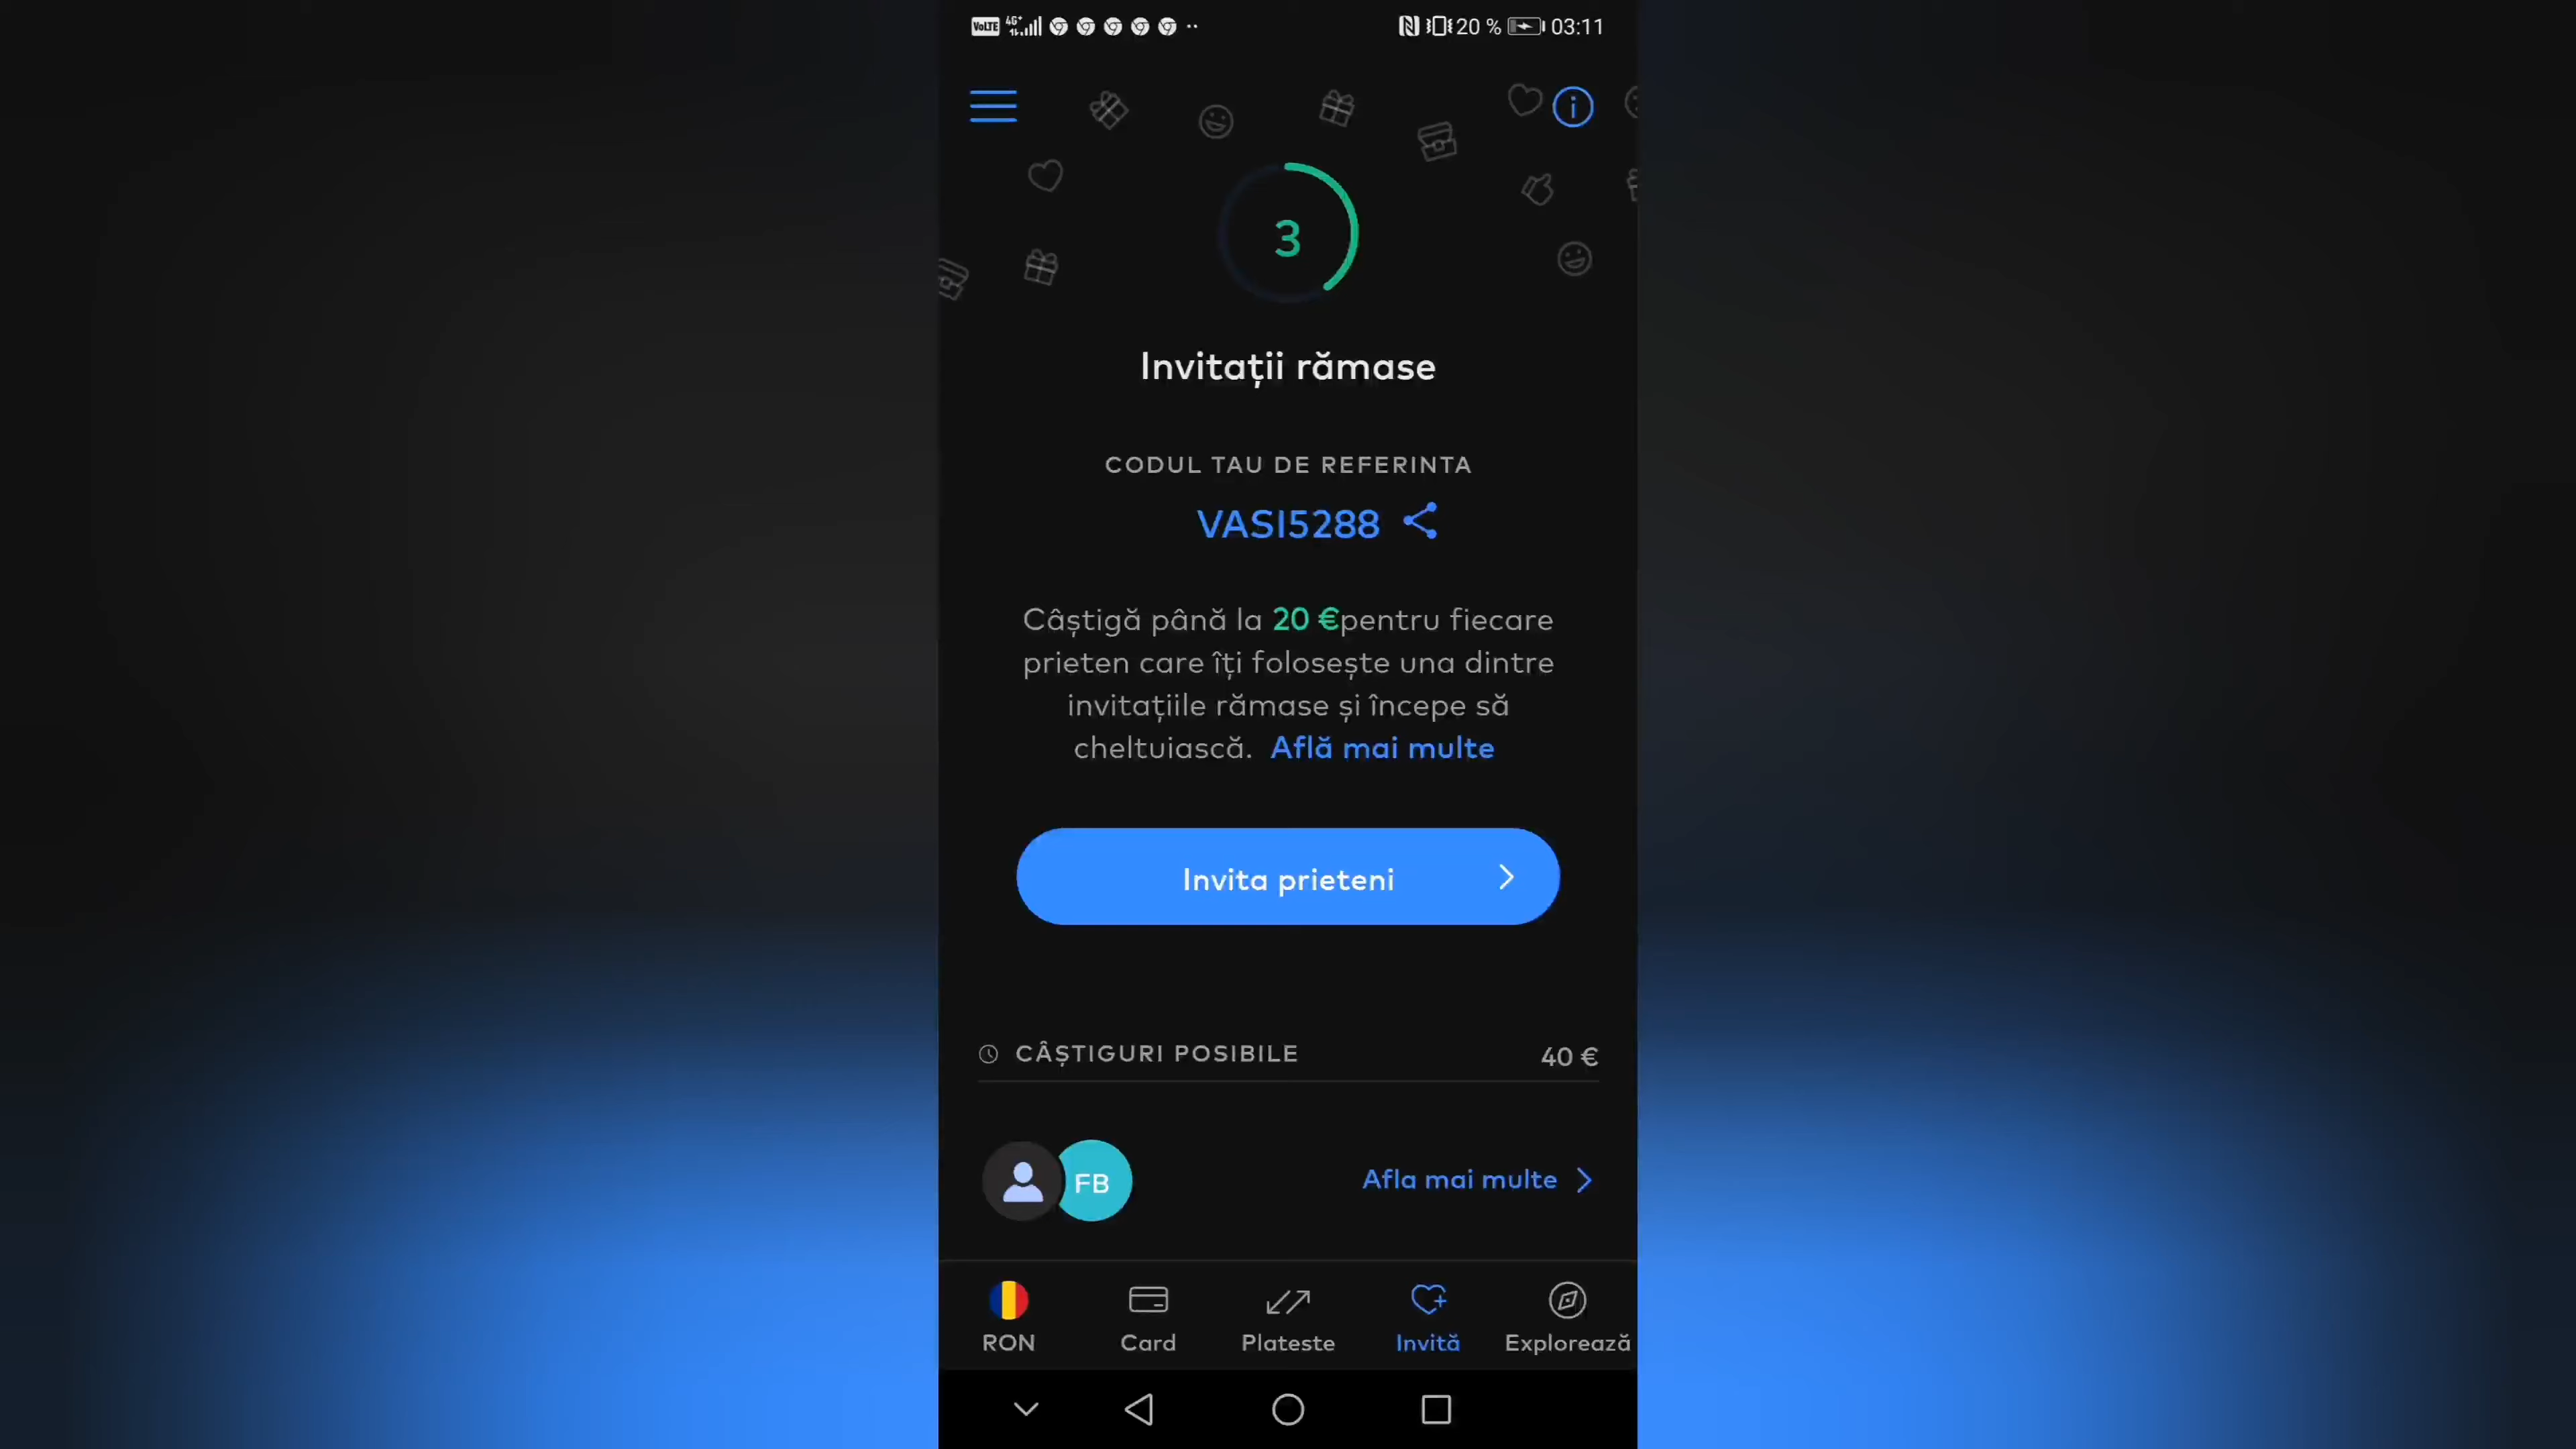 VoLTE 4G+ 20 % 03:11
3
Invitații rămase
CODUL TAU DE REFERINTA
VASI5288
Câștigă până la 20 €pentru fiecare
prieten care îți folosește una dintre
invitațiile rămase și începe să
cheltuiască. Află mai multe
Invita prieteni
CÂȘTIGURI POSIBILE 40 €
FB Afla mai multe
RON Card Plateste Invită Explorează